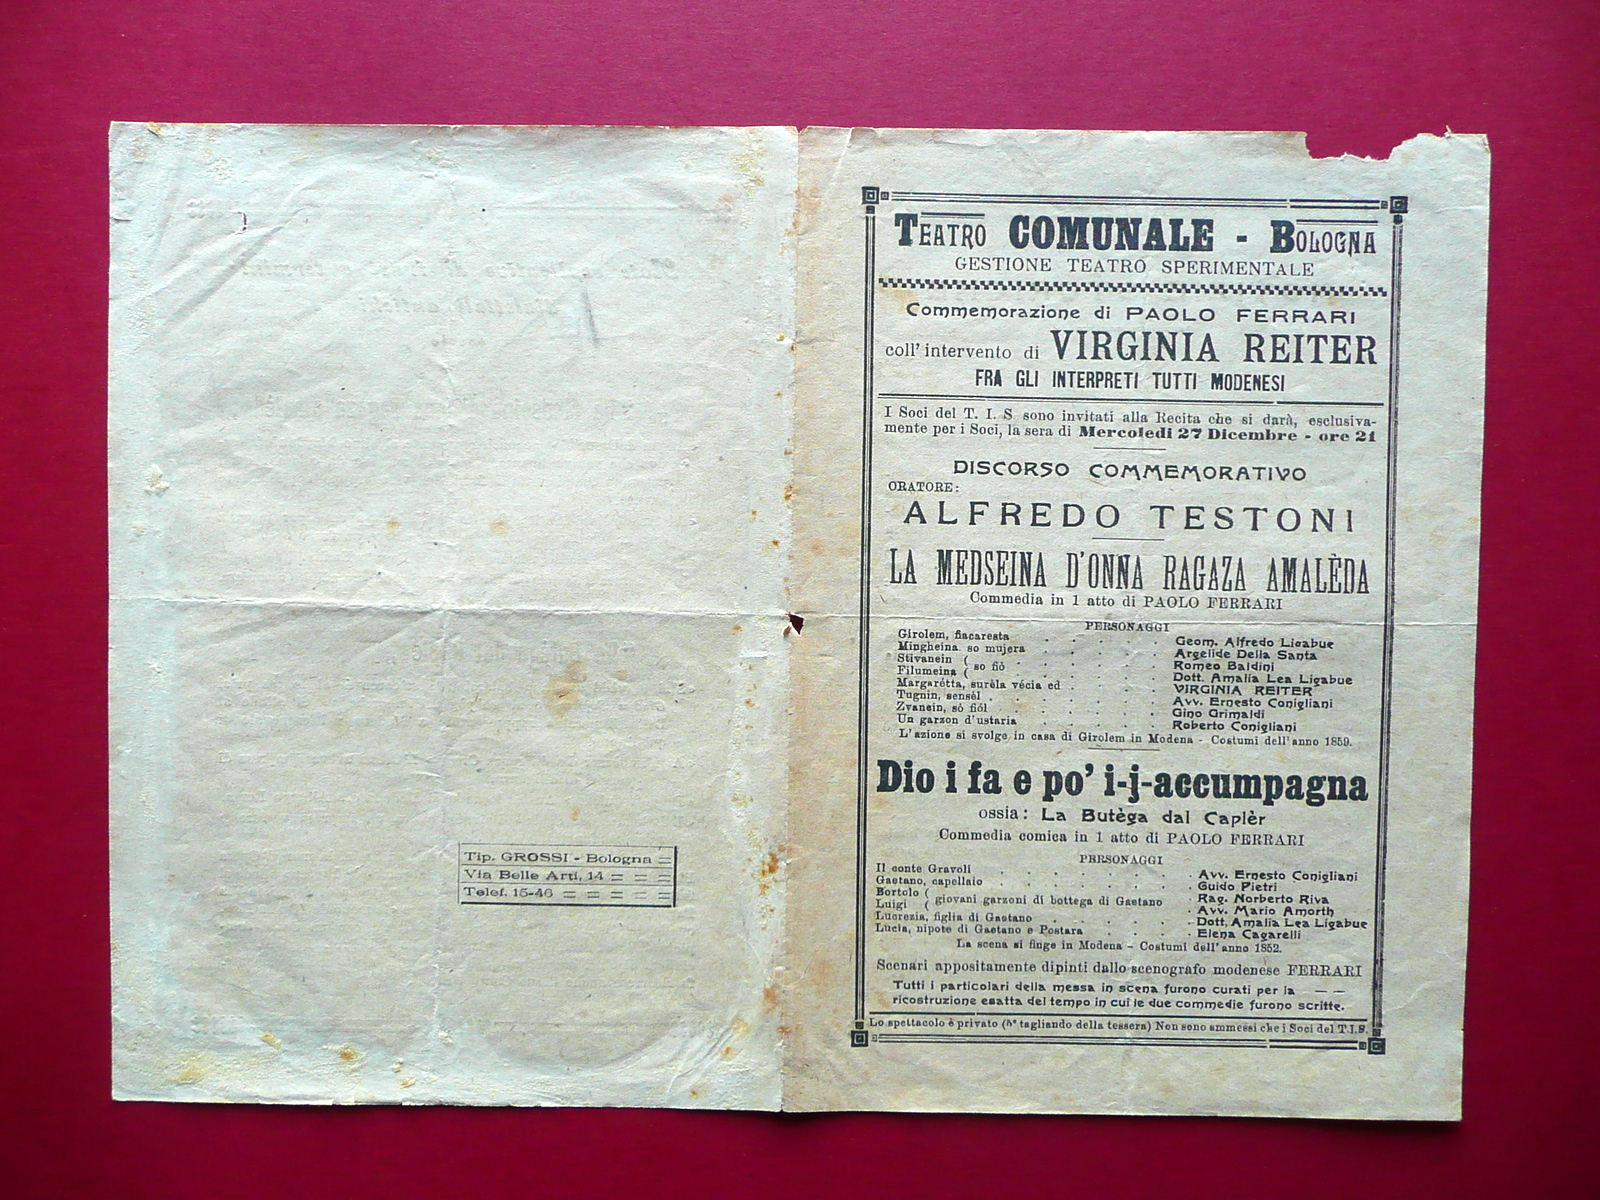 Tip. GROSSI - Bologna
Via Belle Arti, 14
Telef. 15-46
TEATRO COMUNALE - BOLOGNA
GESTIONE TEATRO SPERIMENTALE
Commemorazione di PAOLO FERRARI
coll' intervento di VIRGINIA REITER
FRA GLI INTERPRETI TUTTI MODENESI
I Soci del T. I. S. sono invitati alla Recita che si darà, esclusiva-
mente per i Soci, la sera di Mercoledi 27 Dicembre - ore 21
DISCORSO COMMEMORATIVO
ORATORE:
ALFREDO TESTONI
LA MEDSEINA D'ONNA RAGAZA AMALÈDA
Commedia in 1 atto di PAOLO FERRARI
PERSONAGGI
Girolem, fiacaresta . . . . . . Geom. Alfredo Ligabue
Mingheina so mujera . . . . . Argelide Della Santa
Stivanein ( so fiò . . . . . . Romeo Baldini
Filumeina ( Dott. Amalia Lea Ligabue
Margarétta, surèla vécia ed . . . . VIRGINIA REITER
Tugnin, sensèl . . . . . . . Avv. Ernesto Conigliani
Zvanein, sò fiól . . . . . . . Gino Grimaldi
Un garzon d'ustaria . . . . . . Roberto Conigliani
L'azione si svolge in casa di Girolem in Modena - Costumi dell'anno 1859.
Dio i fa e po' i-j-accumpagna
ossia: La Butèga dal Caplèr
Commedia comica in 1 atto di PAOLO FERRARI
PERSONAGGI
Il conte Gravoli . . . . . . Avv. Ernesto Conigliani
Gaetano, capellaio . . . . . . Guido Pietri
Bortolo ( giovani garzoni di bottega di Gaetano . Rag. Norberto Riva
Luigi ( . Avv. Mario Amorth
Lucrezia, figlia di Gaetano . . . . . Dott. Amalia Lea Ligabue
Lucia, nipote di Gaetano e Postara . . . . Elena Cagarelli
La scena si finge in Modena - Costumi dell'anno 1852.
Scenari appositamente dipinti dallo scenografo modenese FERRARI
Tutti i particolari della messa in scena furono curati per la — —
ricostruzione esatta del tempo in cui le due commedie furono scritte.
Lo spettacolo è privato (5° tagliando della tessera) Non sono ammessi che i Soci del T.I.S.